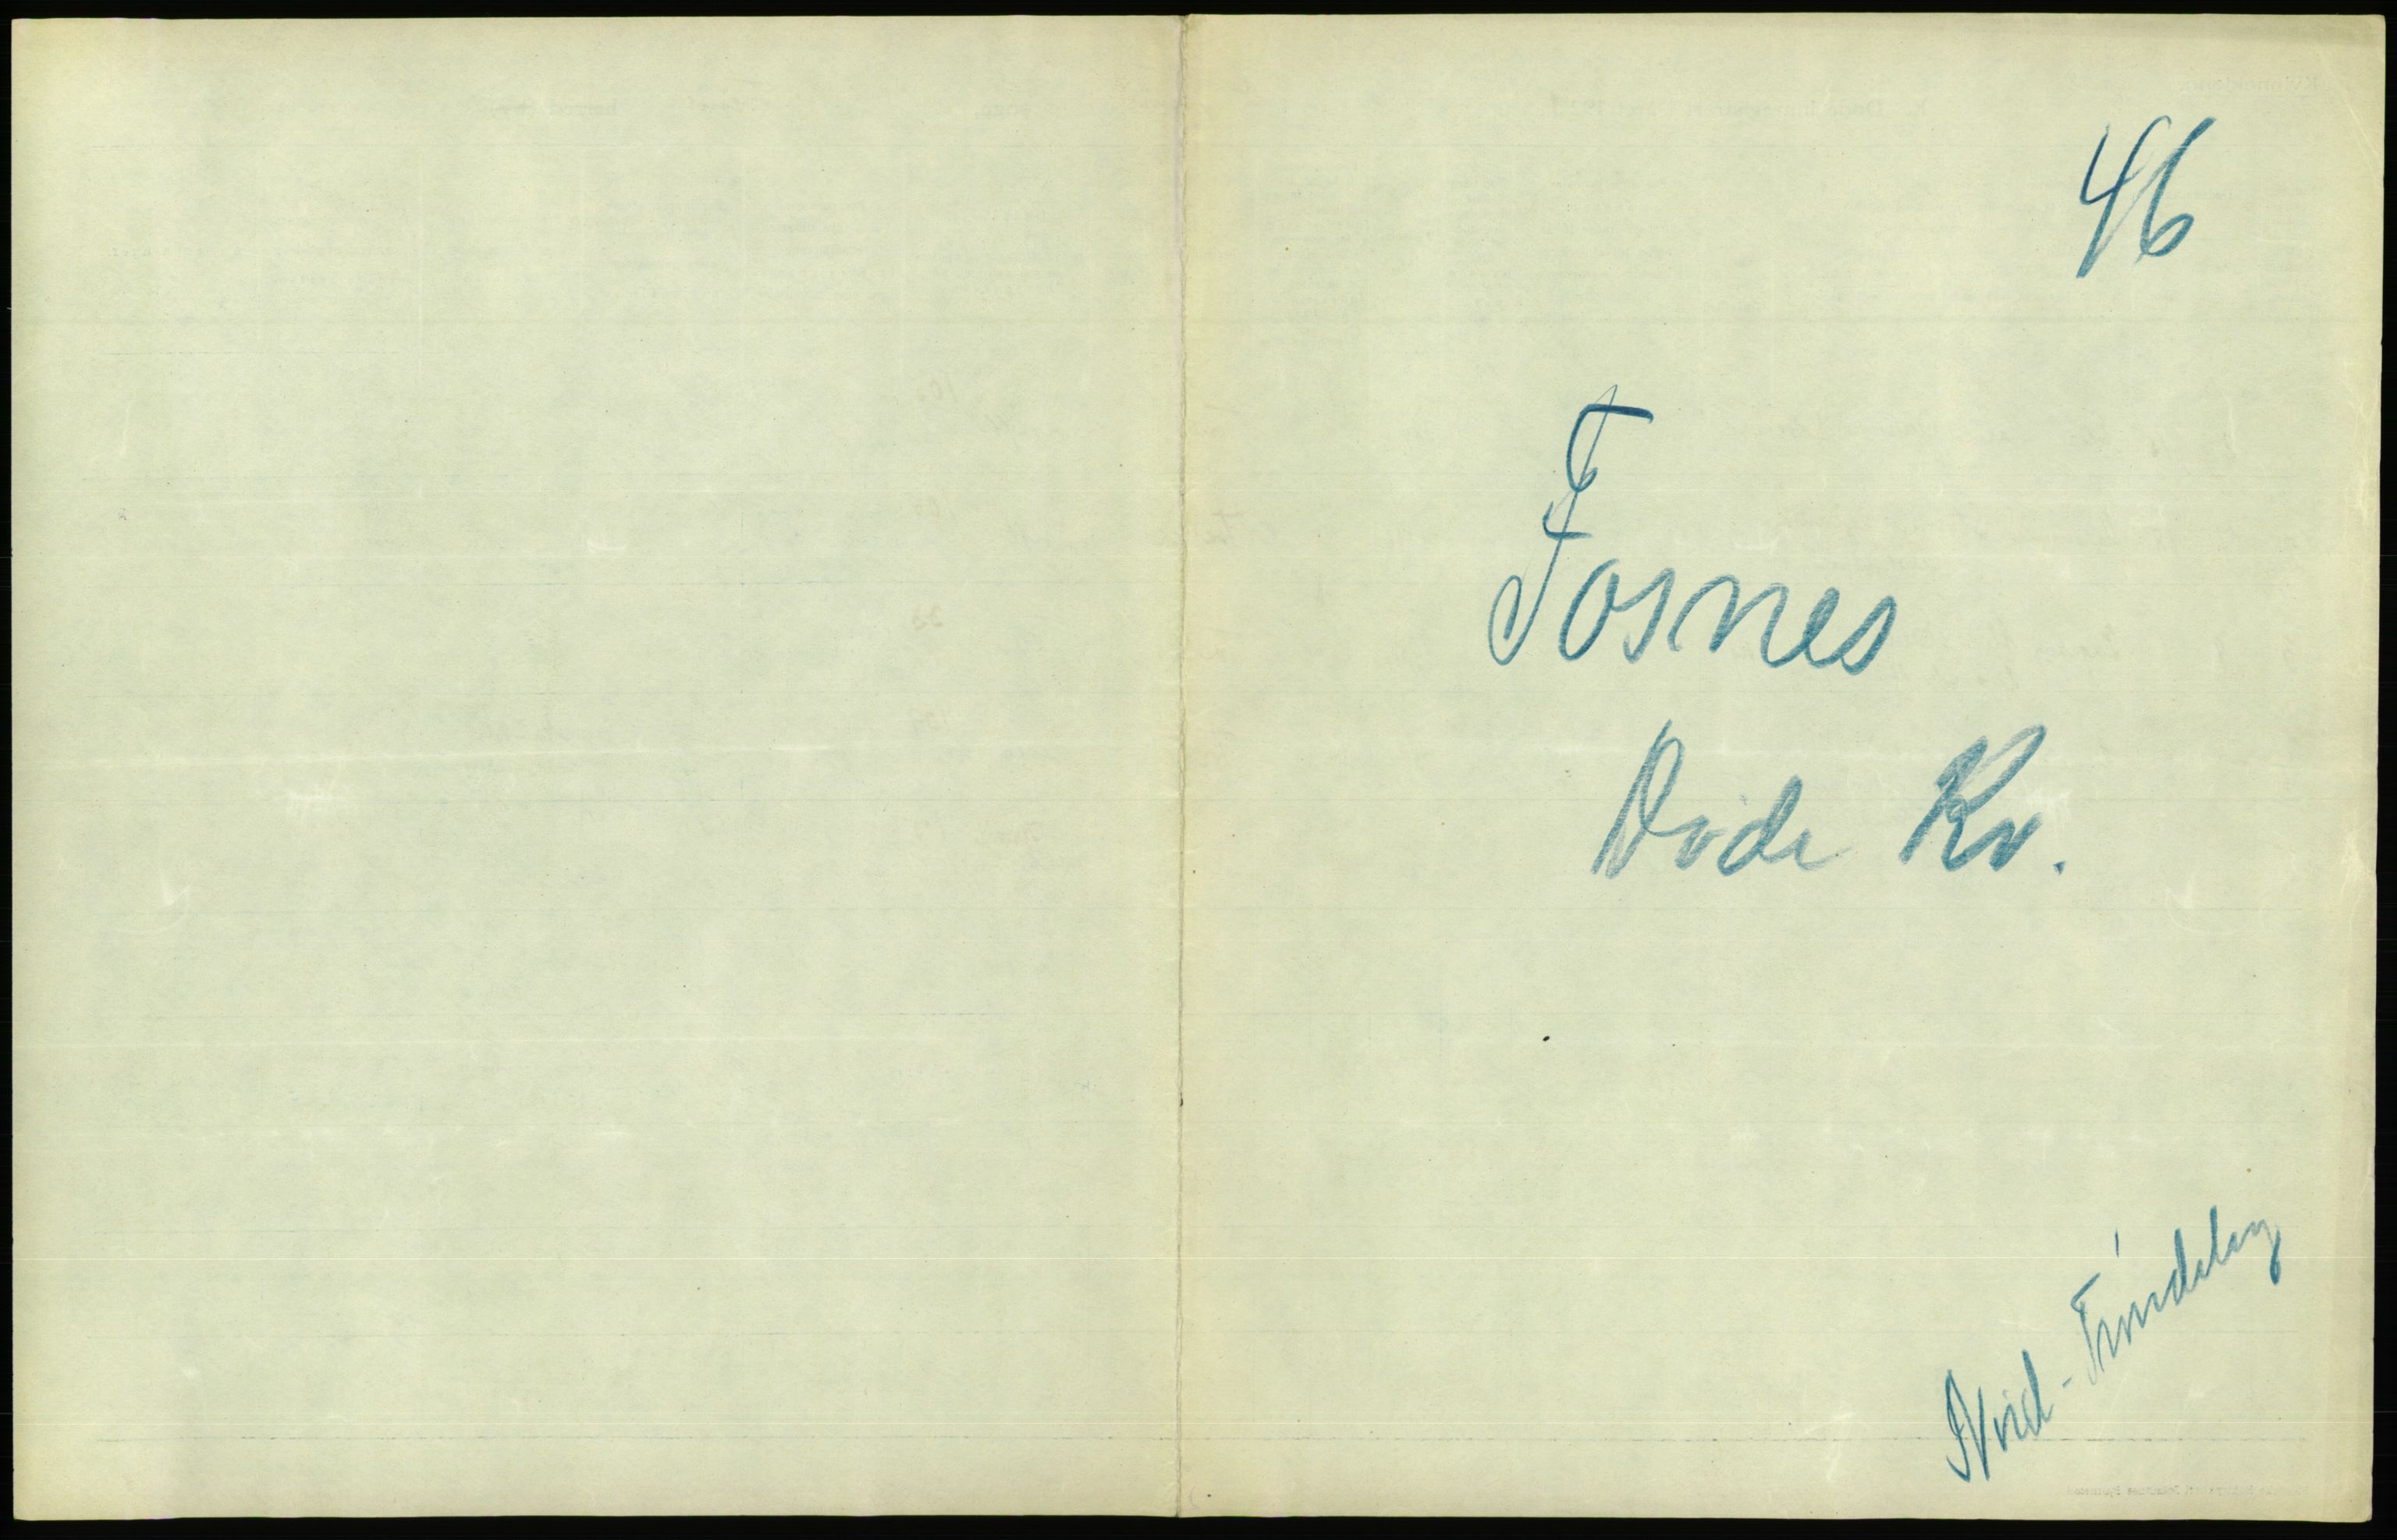 46
Fosnes
Døde Kv.
Nord-Trøndelag